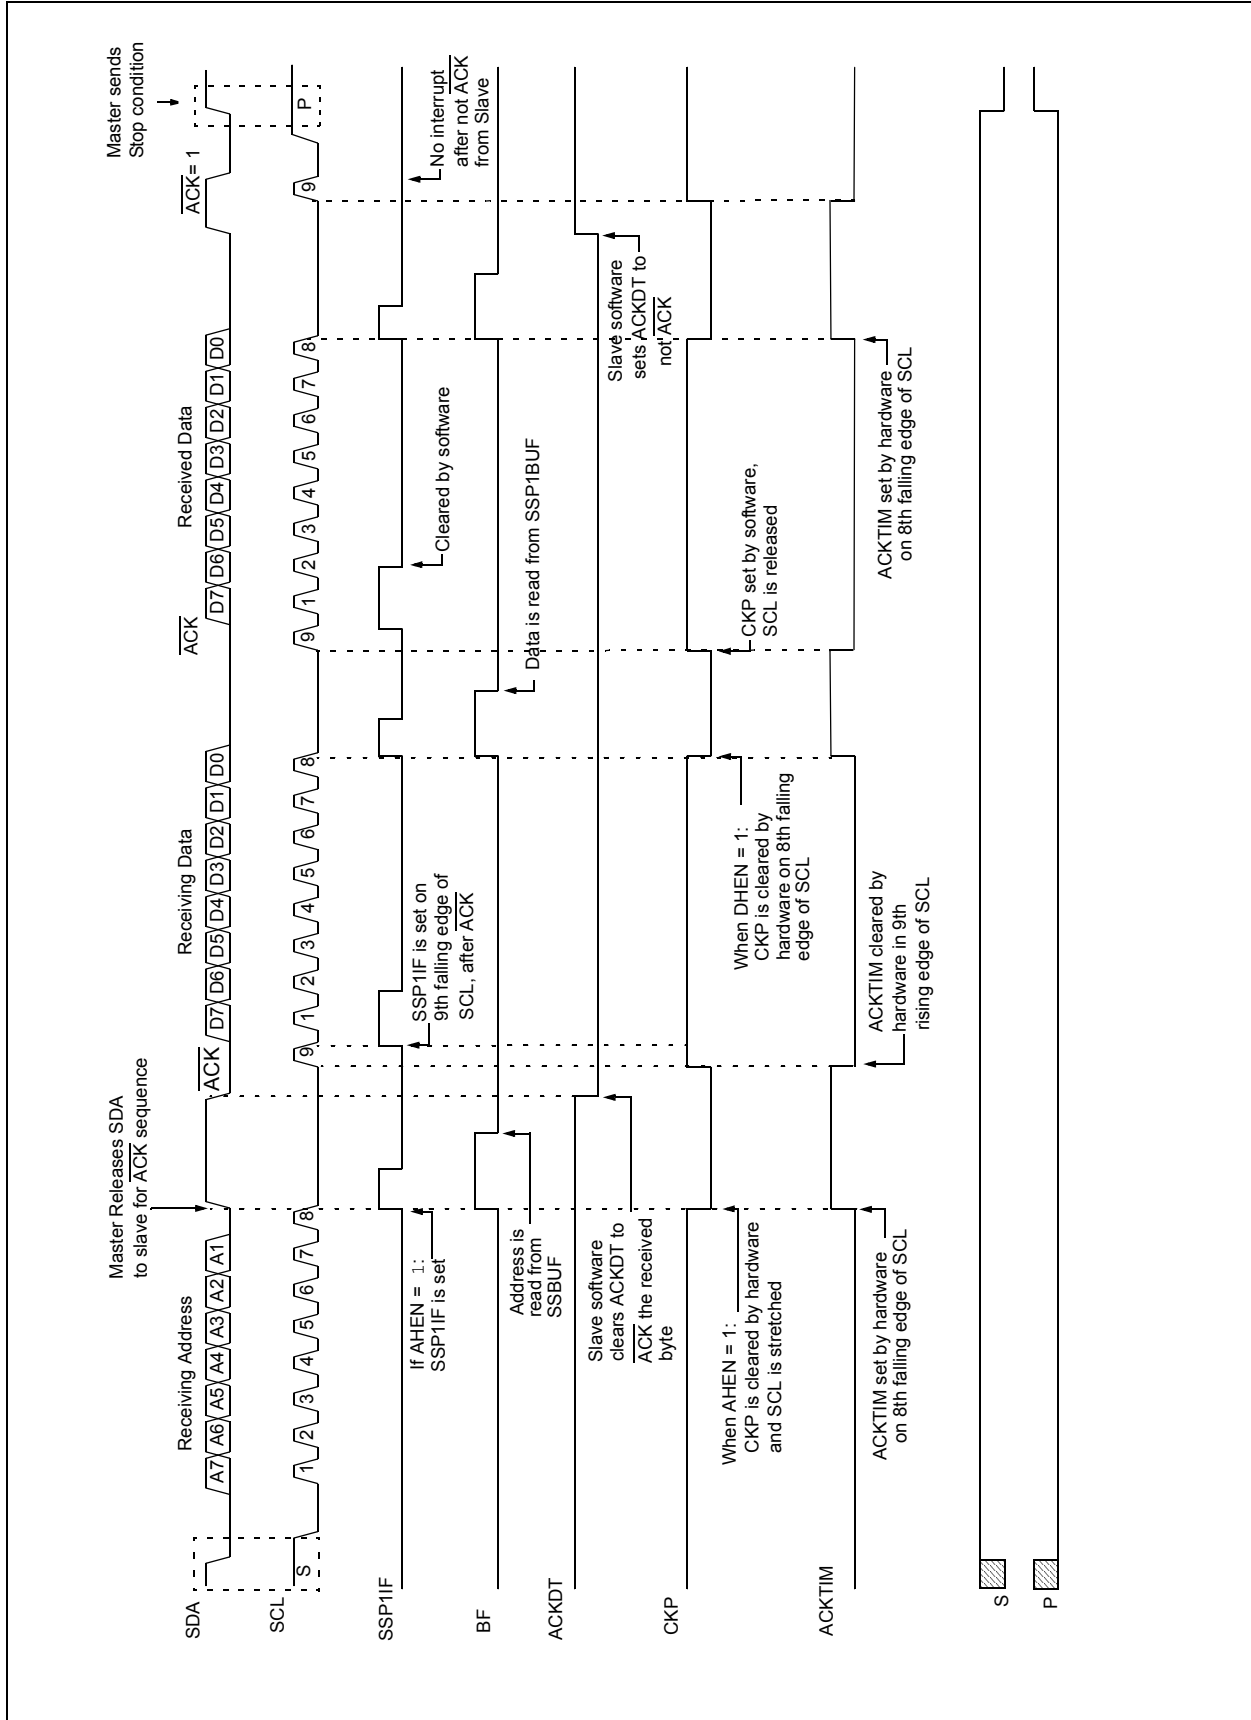 Master Releases SDA
to slave for ACK sequence
Master sends
Stop condition
Receiving Address
Receiving Data
Received Data
ACK
ACK
ACK= 1
SDA
A7 A6 A5 A4 A3 A2 A1
D7 D6 D5 D4 D3 D2 D1 D0
D7 D6 D5 D4 D3 D2 D1 D0
SCL
S
1 2 3 4 5 6 7 8 9
1 2 3 4 5 6 7 8 9
1 2 3 4 5 6 7 8 9
P
SSP1IF
If AHEN = 1:
SSP1IF is set
SSP1IF is set on
9th falling edge of
SCL, after ACK
Cleared by software
No interrupt
after not ACK
from Slave
BF
Address is
read from
SSBUF
Data is read from SSP1BUF
ACKDT
Slave software
clears ACKDT to
ACK the received
byte
Slave software
sets ACKDT to
not ACK
CKP
When AHEN = 1:
CKP is cleared by hardware
and SCL is stretched
When DHEN = 1:
CKP is cleared by
hardware on 8th falling
edge of SCL
CKP set by software,
SCL is released
ACKTIM
ACKTIM set by hardware
on 8th falling edge of SCL
ACKTIM cleared by
hardware in 9th
rising edge of SCL
ACKTIM set by hardware
on 8th falling edge of SCL
S
P